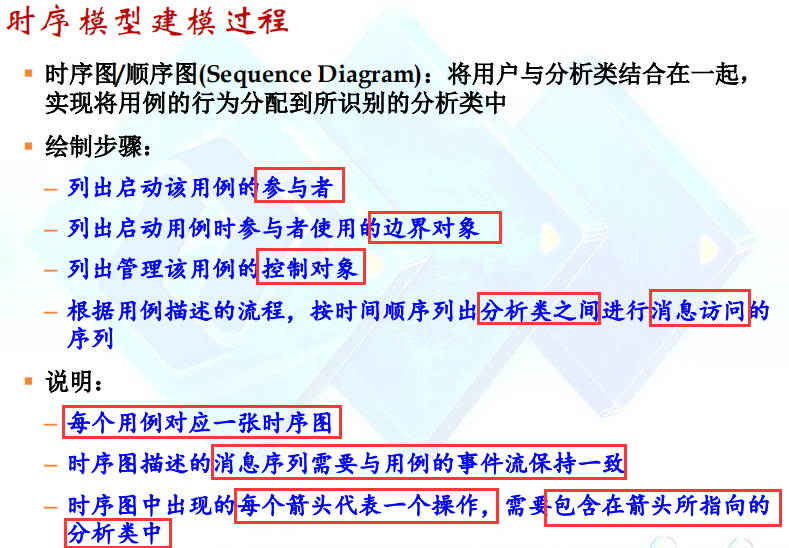 时序模型建模过程
时序图/顺序图(Sequence Diagram)：将用户与分析类结合在一起，
实现将用例的行为分配到所识别的分析类中
绘制步骤：
– 列出启动该用例的参与者
– 列出启动用例时参与者使用的边界对象
– 列出管理该用例的控制对象
– 根据用例描述的流程，按时间顺序列出分析类之间进行消息访问的
序列
说明：
– 每个用例对应一张时序图
– 时序图描述的消息序列需要与用例的事件流保持一致
– 时序图中出现的每个箭头代表一个操作，需要包含在箭头所指向的
分析类中